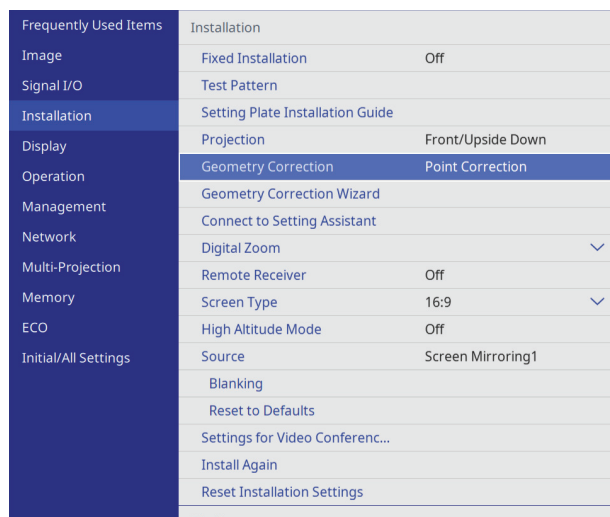 Frequently Used Items
Image
Signal I/O
Installation
Display
Operation
Management
Network
Multi-Projection
Memory
ECO
Initial/All Settings
Installation
Fixed Installation Off
Test Pattern
Setting Plate Installation Guide
Projection Front/Upside Down
Geometry Correction Point Correction
Geometry Correction Wizard
Connect to Setting Assistant
Digital Zoom
Remote Receiver Off
Screen Type 16:9
High Altitude Mode Off
Source Screen Mirroring1
Blanking
Reset to Defaults
Settings for Video Conferenc...
Install Again
Reset Installation Settings